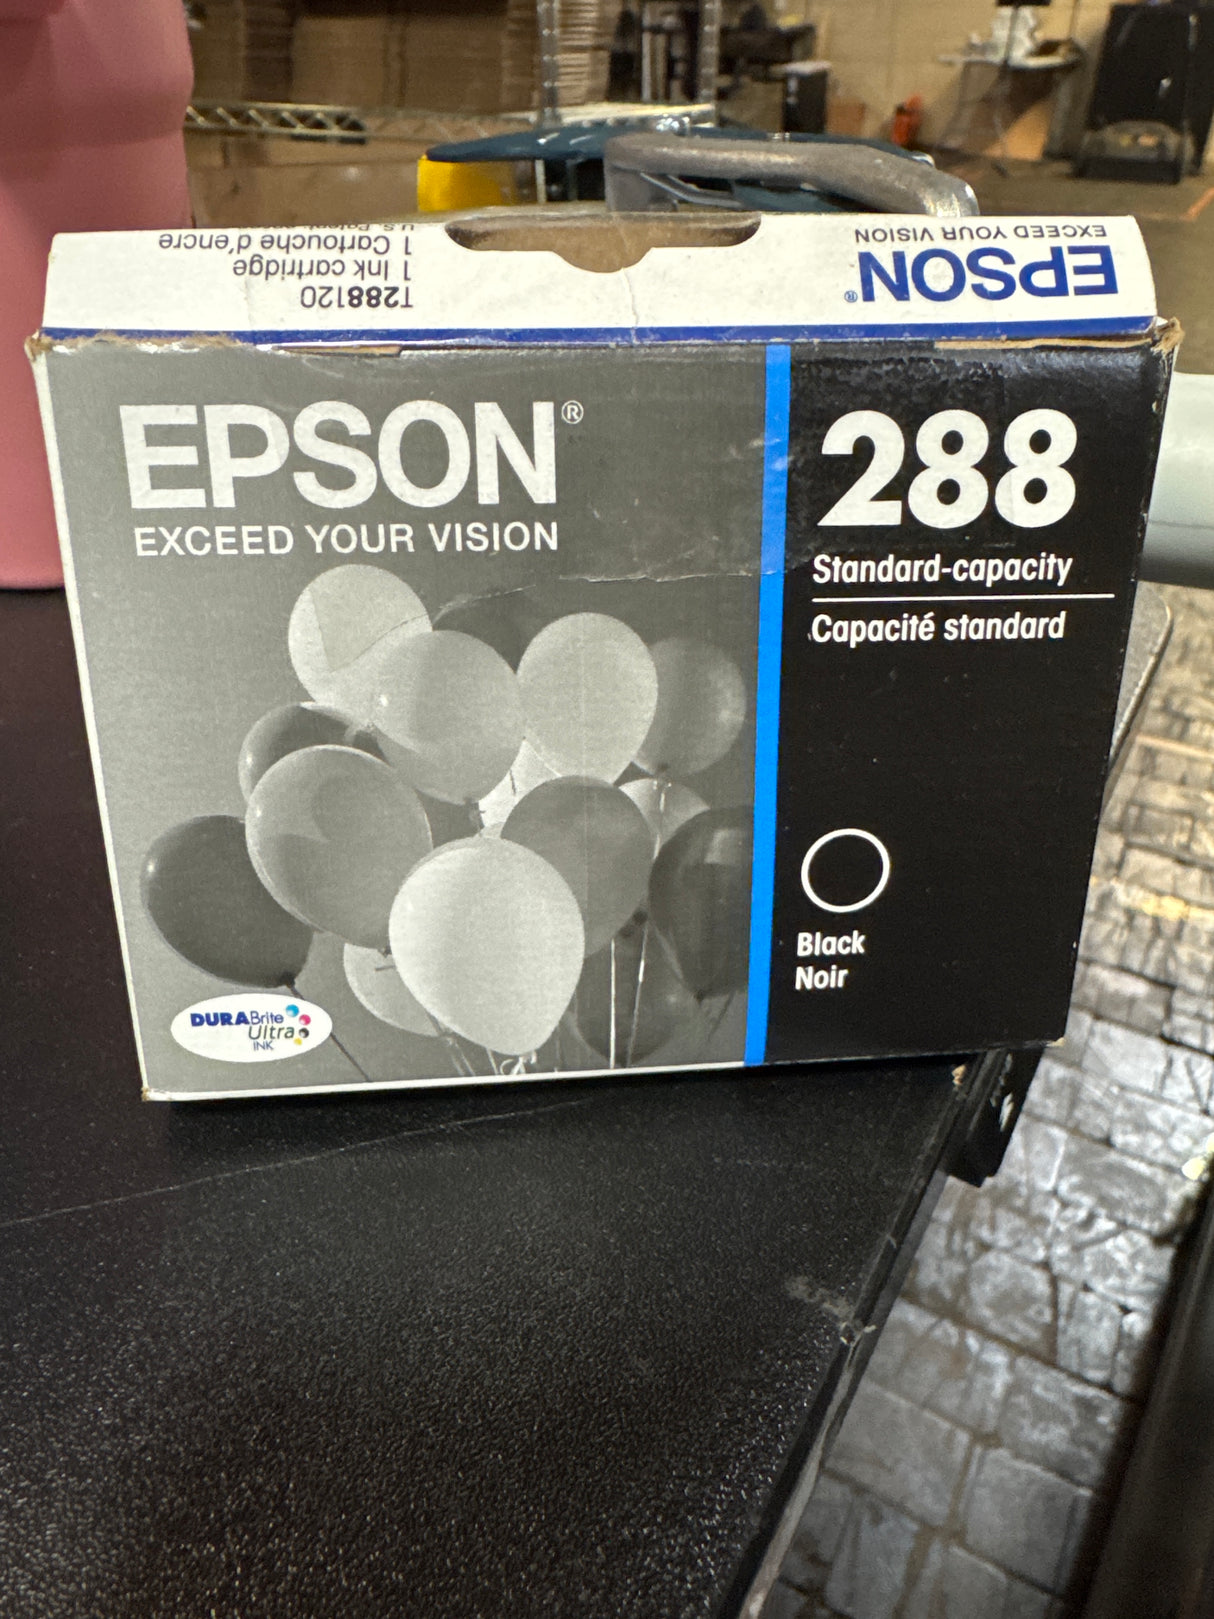 EPSON®
EXCEED YOUR VISION
T288120
1 Ink cartridge
1 Cartouche d'encre
EPSON®
EXCEED YOUR VISION
288
Standard-capacity
Capacité standard
Black
Noir
DURABrite
Ultra
INK